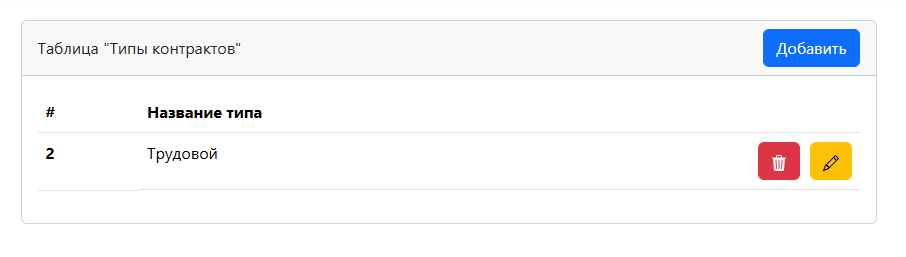 Таблица "Типы контрактов"
Добавить
# Название типа
2 Трудовой